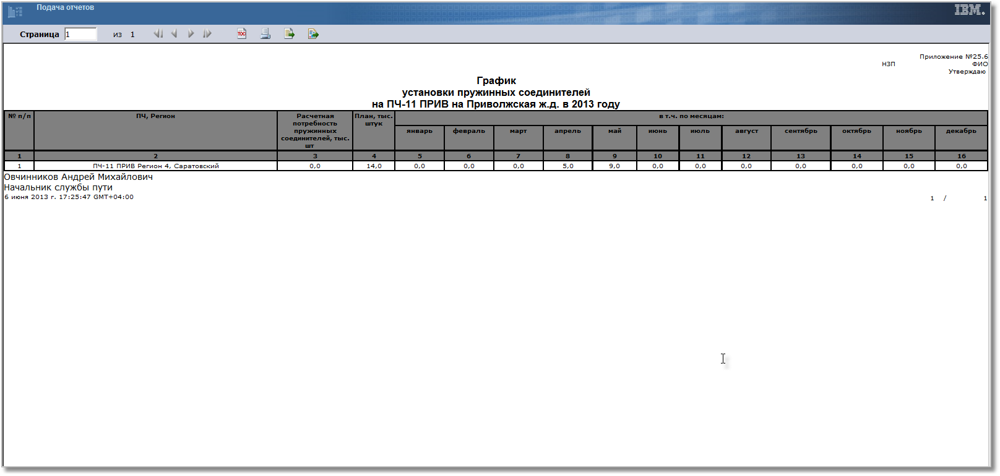 Подача отчетов
IBM.
Страница 1 из 1
TOC
Приложение №25.6
НЗП ФИО
Утверждаю
График
установки пружинных соединителей
на ПЧ-11 ПРИВ на Приволжская ж.д. в 2013 году
№ п/п ПЧ, Регион Расчетная потребность пружинных соединителей, тыс. шт План, тыс. штук в т.ч. по месяцам:
январь февраль март апрель май июнь июль август сентябрь октябрь ноябрь декабрь
1 2 3 4 5 6 7 8 9 10 11 12 13 14 15 16
1 ПЧ-11 ПРИВ Регион 4, Саратовский 0,0 14,0 0,0 0,0 0,0 5,0 9,0 0,0 0,0 0,0 0,0 0,0 0,0 0,0
Овчинников Андрей Михайлович
Начальник службы пути
6 июня 2013 г. 17:25:47 GMT+04:00
1 / 1